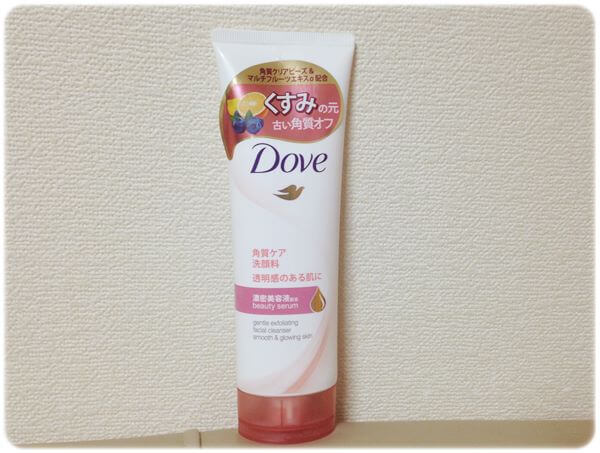 角質クリアビーズ&
マルチフルーツエキスα配合
くすみの元
古い角質オフ
Dove
角質ケア
洗顔料
透明感のある肌に
濃密美容液
beauty serum
gentle exfoliating
facial cleanser
smooth & glowing skin